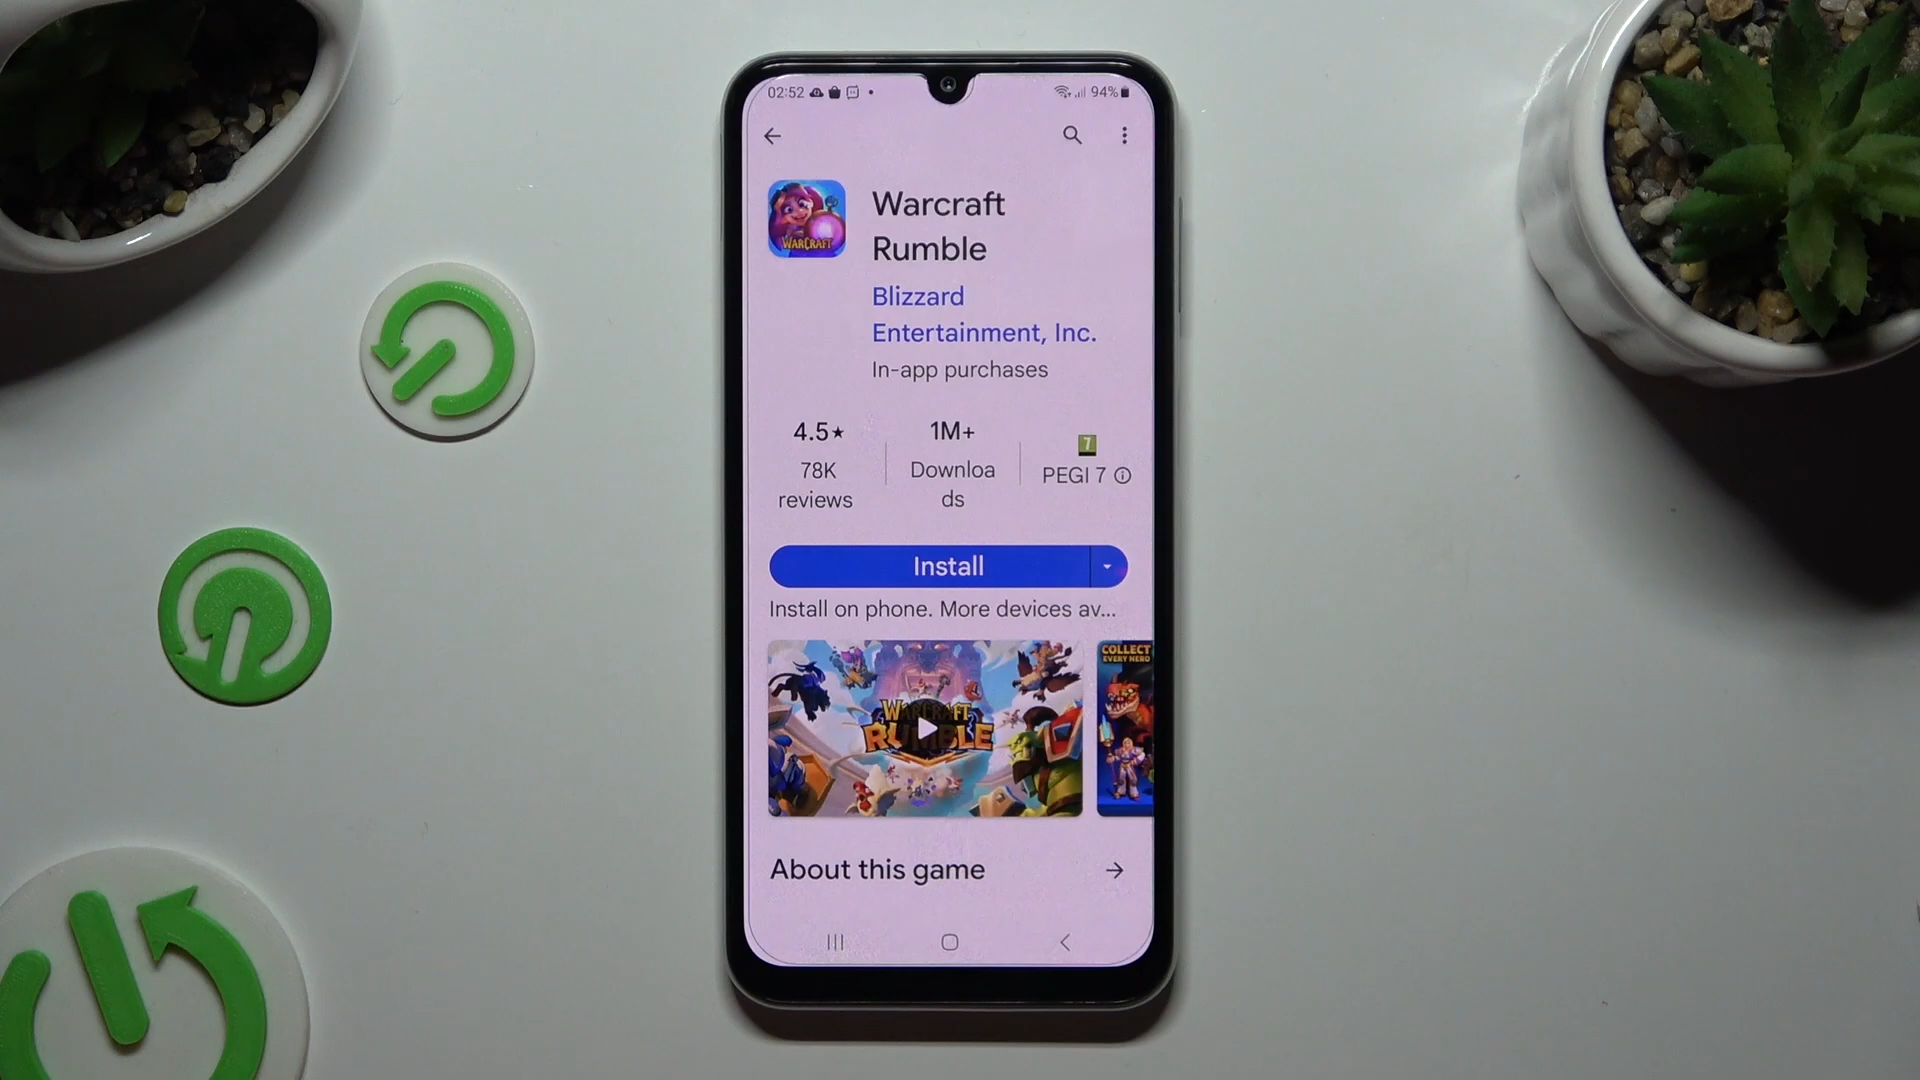 02:52
94%
Warcraft
Rumble
Blizzard
Entertainment, Inc.
In-app purchases
4.5★
78K
reviews
1M+
Downloa
ds
7
PEGI 7
Install
Install on phone. More devices av...
WARCRAFT
WARCRAFT
RUMBLE
COLLECT
EVERY HERO
About this game